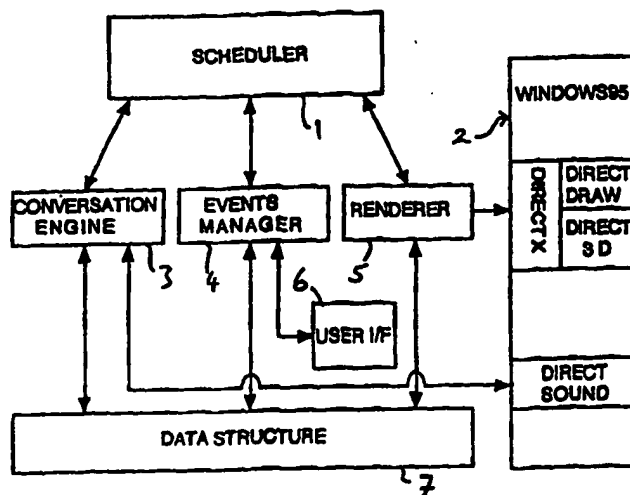 SCHEDULER
1
2
WINDOWS95
DIRECT X
DIRECT
DRAW
DIRECT
3D
CONVERSATION
ENGINE
3
EVENTS
MANAGER
4
RENDERER
5
6
USER I/F
DIRECT
SOUND
DATA STRUCTURE
7